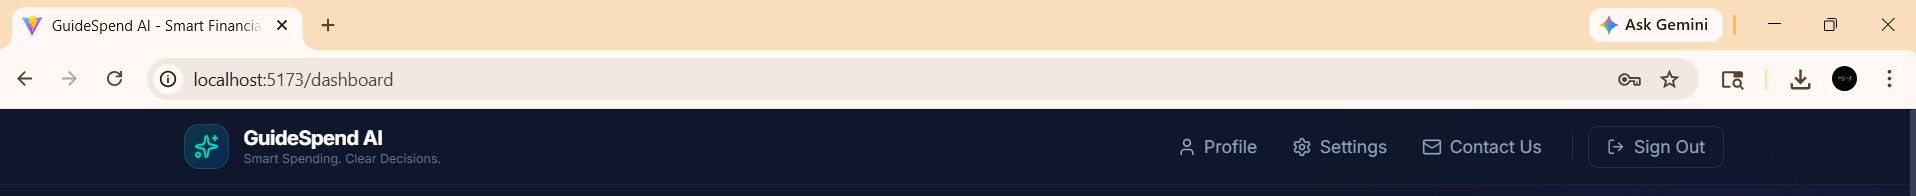 GuideSpend AI - Smart Financia
Ask Gemini
localhost:5173/dashboard
GuideSpend AI
Smart Spending. Clear Decisions.
Profile
Settings
Contact Us
Sign Out